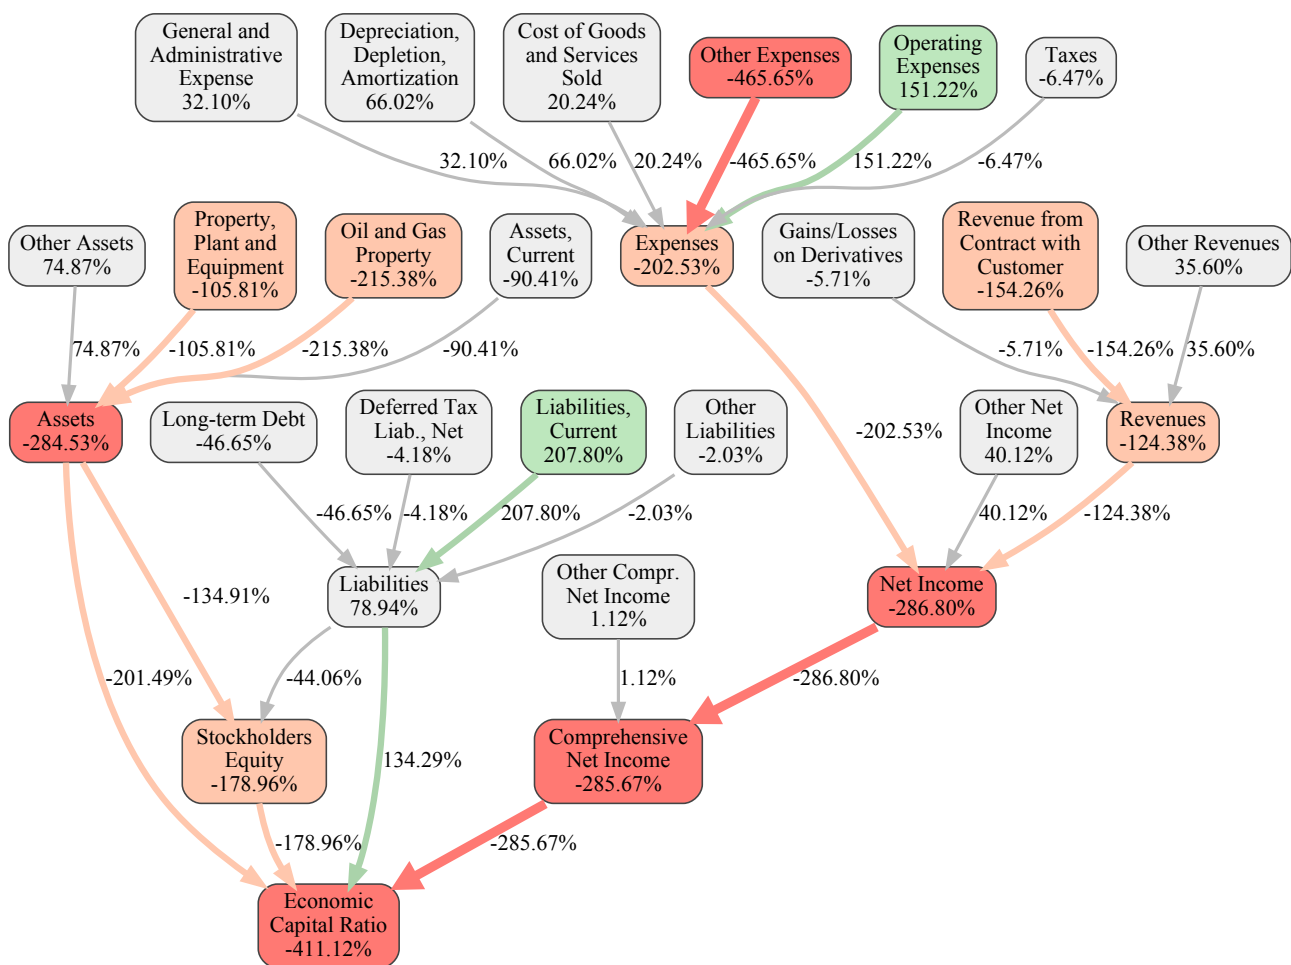 General and
Administrative
Expense
32.10%
Depreciation,
Depletion,
Amortization
66.02%
Cost of Goods
and Services
Sold
20.24%
Other Expenses
-465.65%
Operating
Expenses
151.22%
Taxes
-6.47%
32.10%
66.02%
20.24%
-465.65%
151.22%
-6.47%
Other Assets
74.87%
Property,
Plant and
Equipment
-105.81%
Oil and Gas
Property
-215.38%
Assets,
Current
-90.41%
Expenses
-202.53%
Gains/Losses
on Derivatives
-5.71%
Revenue from
Contract with
Customer
-154.26%
Other Revenues
35.60%
74.87%
-105.81%
-215.38%
-90.41%
-5.71%
-154.26%
35.60%
Assets
-284.53%
Long-term Debt
-46.65%
Deferred Tax
Liab., Net
-4.18%
Liabilities,
Current
207.80%
Other
Liabilities
-2.03%
-202.53%
Other Net
Income
40.12%
Revenues
-124.38%
-46.65%
-4.18%
207.80%
-2.03%
40.12%
-124.38%
-134.91%
Liabilities
78.94%
Other Compr.
Net Income
1.12%
Net Income
-286.80%
-201.49%
-44.06%
1.12%
-286.80%
Stockholders
Equity
-178.96%
134.29%
Comprehensive
Net Income
-285.67%
-178.96%
-285.67%
Economic
Capital Ratio
-411.12%